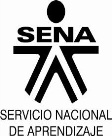 SENA
SERVICIO NACIONAL
DE APRENDIZAJE